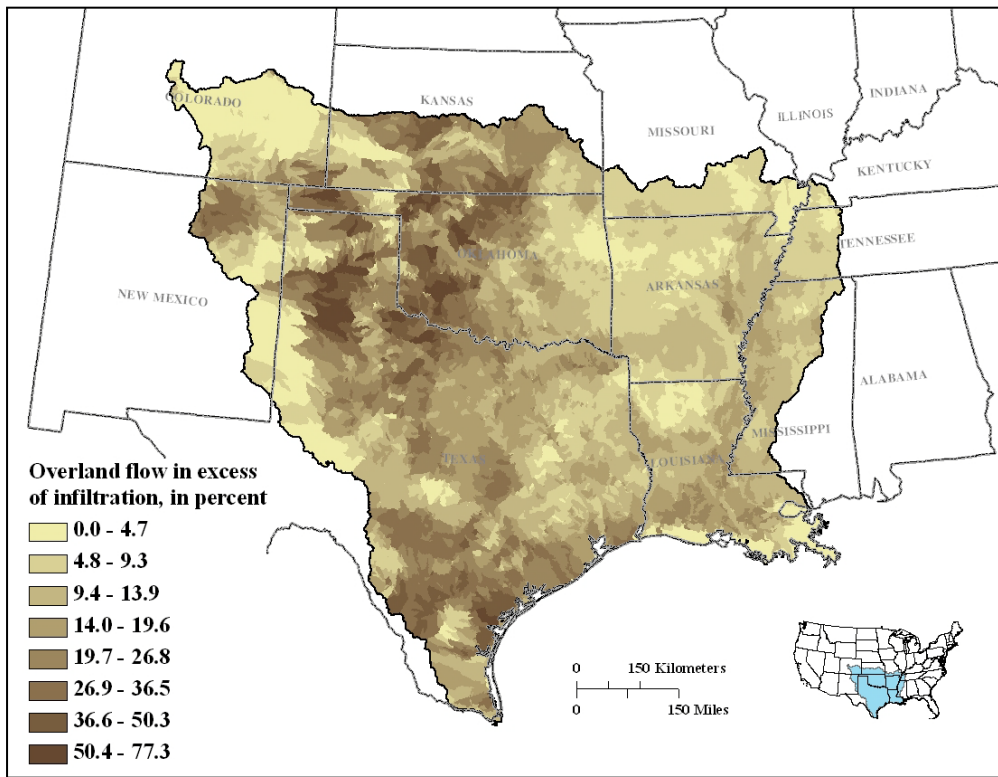 COLORADO
KANSAS
MISSOURI
ILLINOIS
INDIANA
KENTUCKY
TENNESSEE
OKLAHOMA
ARKANSAS
NEW MEXICO
ALABAMA
MISSISSIPPI
TEXAS
LOUISIANA
Overland flow in excess
of infiltration, in percent
0.0 - 4.7
4.8 - 9.3
9.4 - 13.9
14.0 - 19.6
19.7 - 26.8
26.9 - 36.5
36.6 - 50.3
50.4 - 77.3
0 150 Kilometers
0 150 Miles